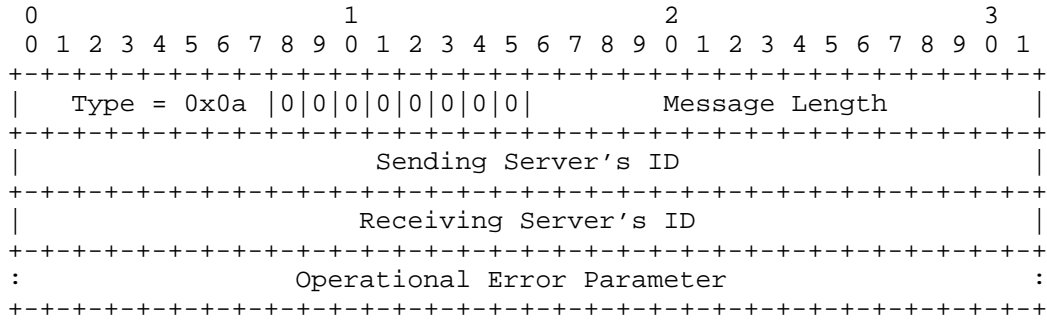 0                   1                   2                   3
 0 1 2 3 4 5 6 7 8 9 0 1 2 3 4 5 6 7 8 9 0 1 2 3 4 5 6 7 8 9 0 1
+-+-+-+-+-+-+-+-+-+-+-+-+-+-+-+-+-+-+-+-+-+-+-+-+-+-+-+-+-+-+-+-+
|   Type = 0x0a |0|0|0|0|0|0|0|0|        Message Length         |
+-+-+-+-+-+-+-+-+-+-+-+-+-+-+-+-+-+-+-+-+-+-+-+-+-+-+-+-+-+-+-+-+
|                      Sending Server’s ID                      |
+-+-+-+-+-+-+-+-+-+-+-+-+-+-+-+-+-+-+-+-+-+-+-+-+-+-+-+-+-+-+-+-+
|                     Receiving Server’s ID                     |
+-+-+-+-+-+-+-+-+-+-+-+-+-+-+-+-+-+-+-+-+-+-+-+-+-+-+-+-+-+-+-+-+
:                 Operational Error Parameter                   :
+-+-+-+-+-+-+-+-+-+-+-+-+-+-+-+-+-+-+-+-+-+-+-+-+-+-+-+-+-+-+-+-+